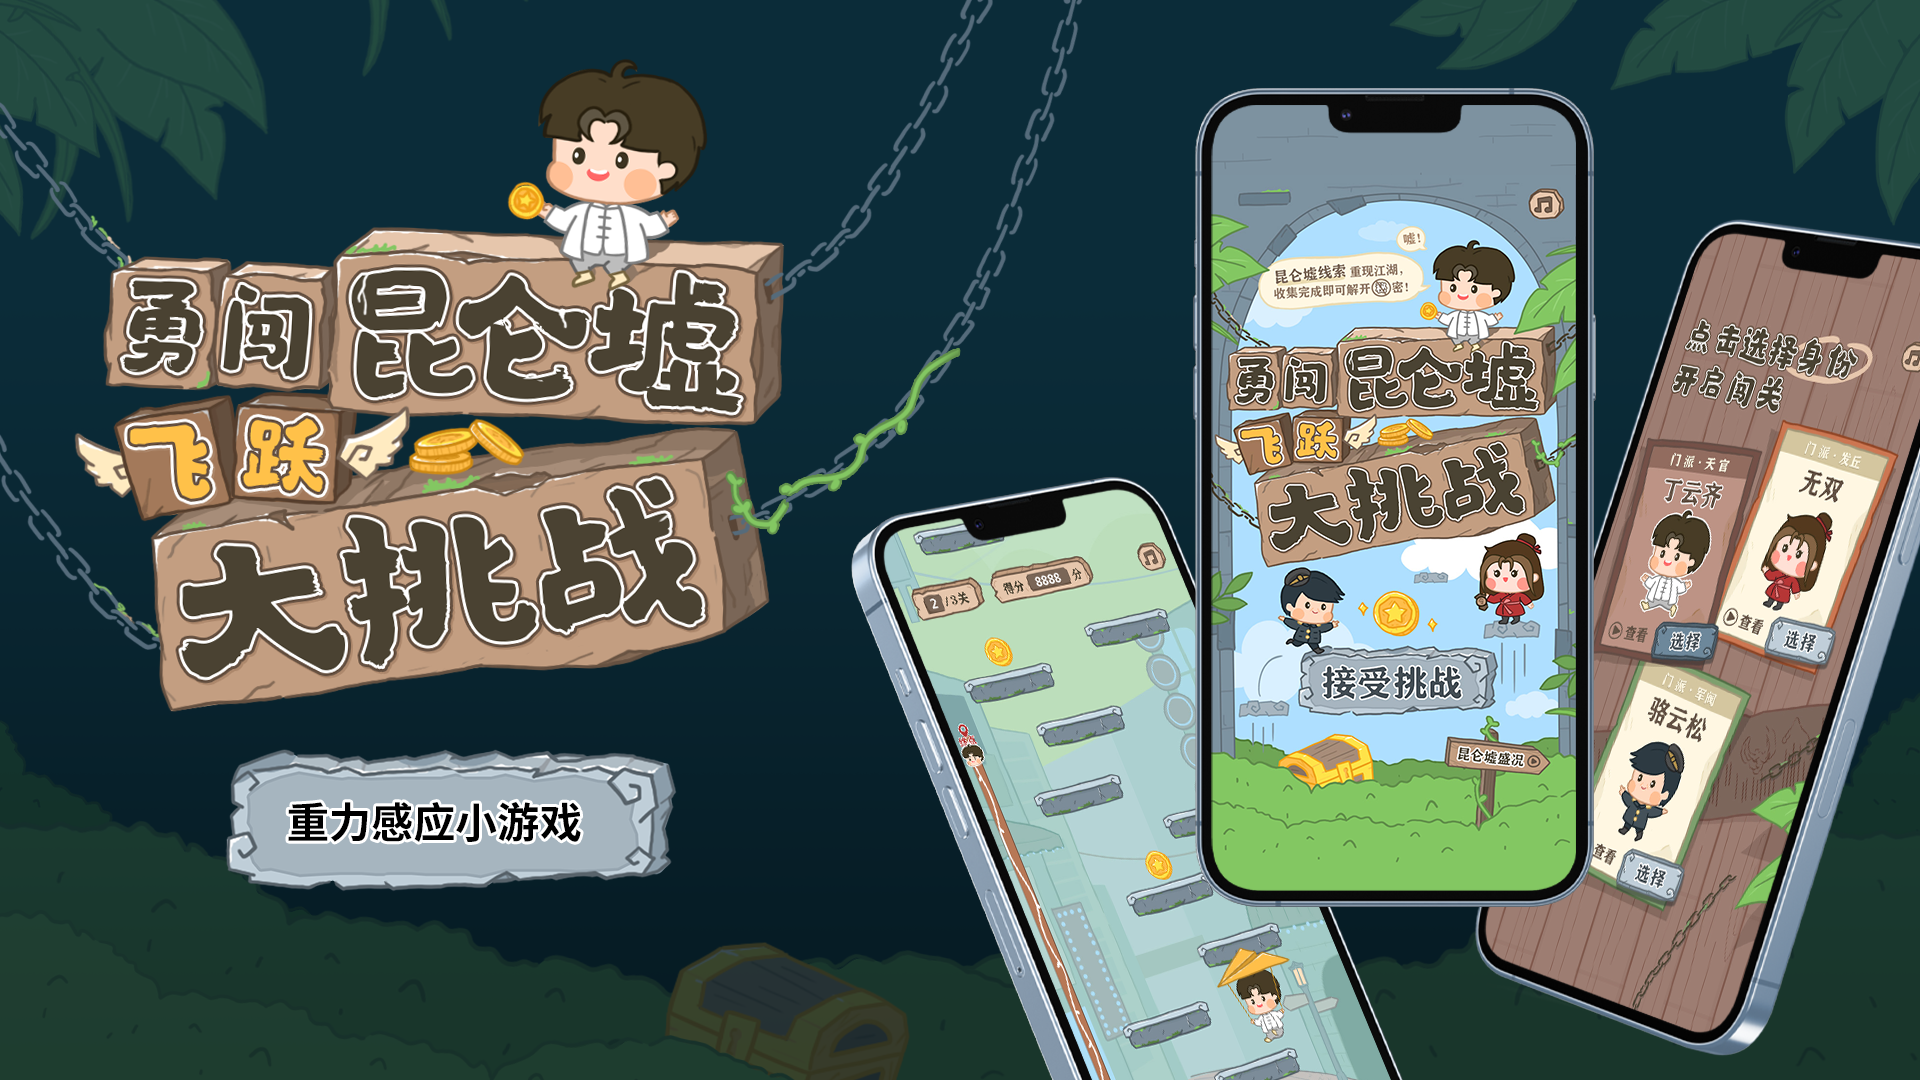 勇闯昆仑墟
飞跃
大挑战
重力感应小游戏
2/3关
得分 8888 分
嘘!
昆仑墟线索 重现江湖,
收集完成即可解开秘密!
勇闯昆仑墟
飞跃
大挑战
接受挑战
昆仑墟盛况
点击选择身份
开启闯关
门派·天官
丁云齐
查看
选择
门派·发丘
无双
查看
选择
门派·军阀
骆云松
查看
选择